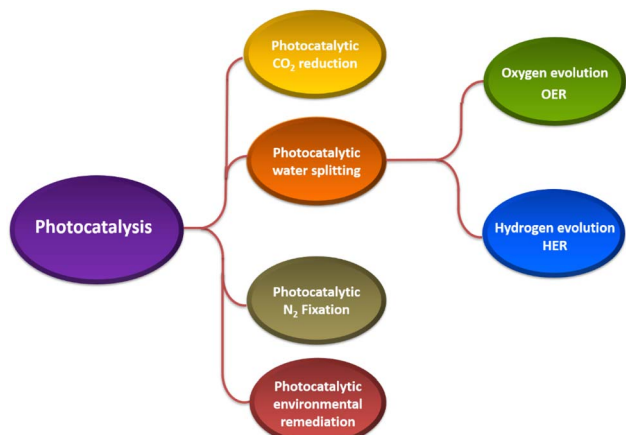 Photocatalysis
Photocatalytic
CO₂ reduction
Photocatalytic
water splitting
Photocatalytic
N₂ Fixation
Photocatalytic
environmental
remediation
Oxygen evolution
OER
Hydrogen evolution
HER